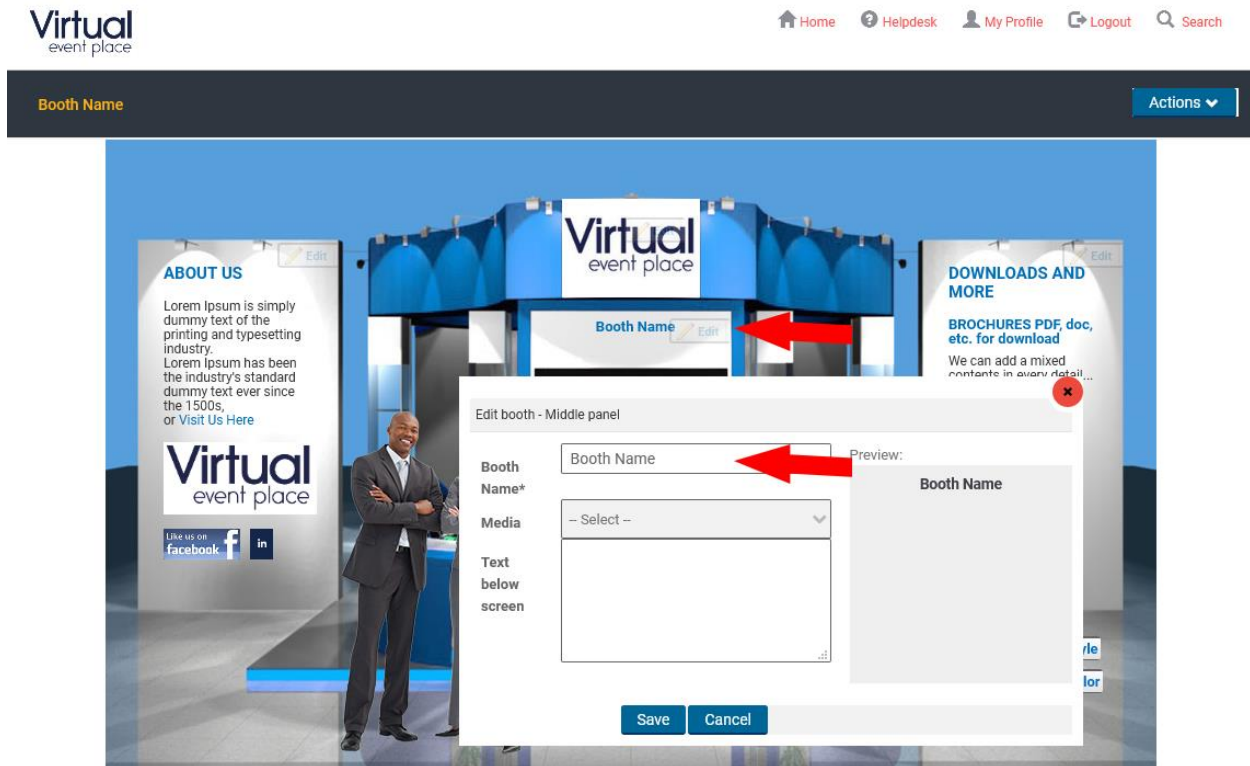 Virtual
event place
Home Helpdesk My Profile Logout Search
Booth Name
Actions
Virtual
event place
Edit
ABOUT US
Lorem Ipsum is simply
dummy text of the
printing and typesetting
industry.
Lorem Ipsum has been
the industry's standard
dummy text ever since
the 1500s,
or Visit Us Here
Virtual
event place
Like us on
facebook f
in
Booth Name
Edit
Edit
DOWNLOADS AND
MORE
BROCHURES PDF, doc,
etc. for download
We can add a mixed
contents in every detail...
Edit booth - Middle panel
Booth
Name*
Booth Name
Media
-- Select --
Text
below
screen
Preview:
Booth Name
Save Cancel